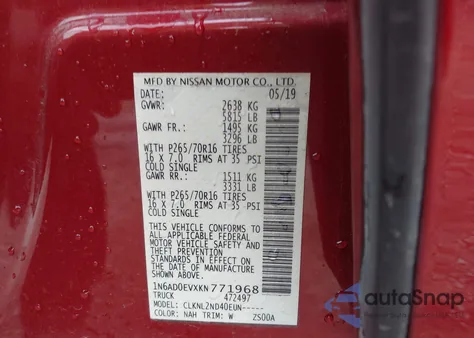 MFD BY NISSAN MOTOR CO., LTD.
DATE: 05/19
GVWR: 2638 KG
5815 LB
GAWR FR.: 1495 KG
3296 LB
WITH P265/70R16 TIRES
16 X 7.0 RIMS AT 35 PSI
COLD SINGLE
GAWR RR.: 1511 KG
3331 LB
WITH P265/70R16 TIRES
16 X 7.0 RIMS AT 35 PSI
COLD SINGLE
THIS VEHICLE CONFORMS TO
ALL APPLICABLE FEDERAL
MOTOR VEHICLE SAFETY AND
THEFT PREVENTION
STANDARDS IN EFFECT ON
THE DATE OF MANUFACTURE
SHOWN ABOVE.
1N6AD0EVXKN771968
TRUCK 472497
MODEL: CLKNLZND40EUN-----
COLOR: NAH TRIM: W ZS00A
autoSnap